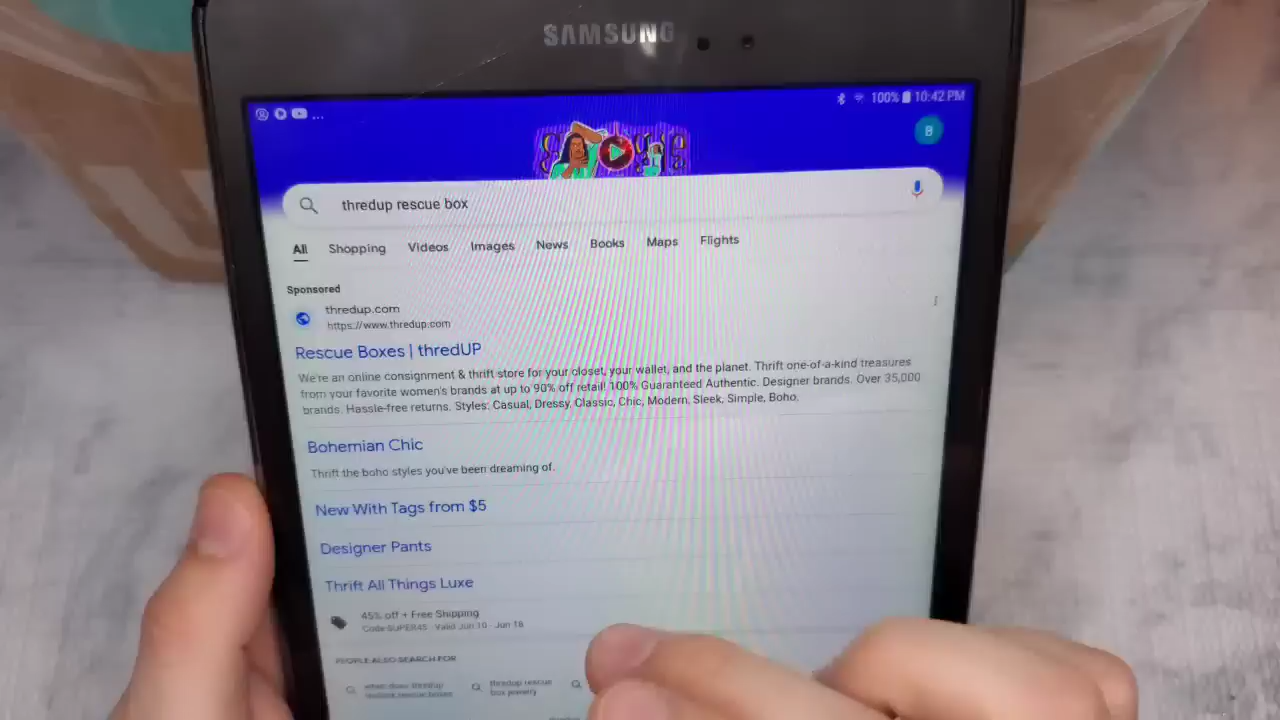 SAMSUNG
100% 10:42 PM
B
thredup rescue box
All Shopping Videos Images News Books Maps Flights
Sponsored
thredup.com
https://www.thredup.com
Rescue Boxes | thredUP
We're an online consignment & thrift store for your closet, your wallet, and the planet. Thrift one-of-a-kind treasures
from your favorite women's brands at up to 90% off retail! 100% Guaranteed Authentic. Designer brands. Over 35,000
brands. Hassle-free returns. Styles: Casual, Dressy, Classic, Chic, Modern, Sleek, Simple, Boho.
Bohemian Chic
Thrift the boho styles you've been dreaming of.
New With Tags from $5
Designer Pants
Thrift All Things Luxe
45% off + Free Shipping
Code SUPER45 · Valid Jun 10 - Jun 18
PEOPLE ALSO SEARCH FOR
when does thredup
rescue boxes
thredup rescue
box jewelry